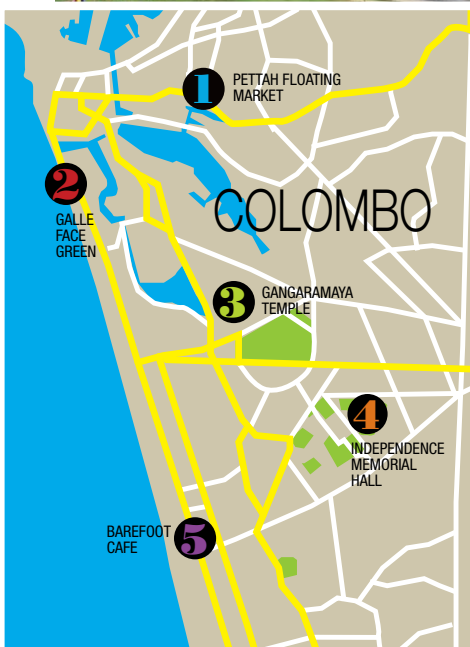 1
PETTAH FLOATING
MARKET
2
GALLE
FACE
GREEN
COLOMBO
3
GANGARAMAYA
TEMPLE
4
INDEPENDENCE
MEMORIAL
HALL
BAREFOOT
CAFE
5